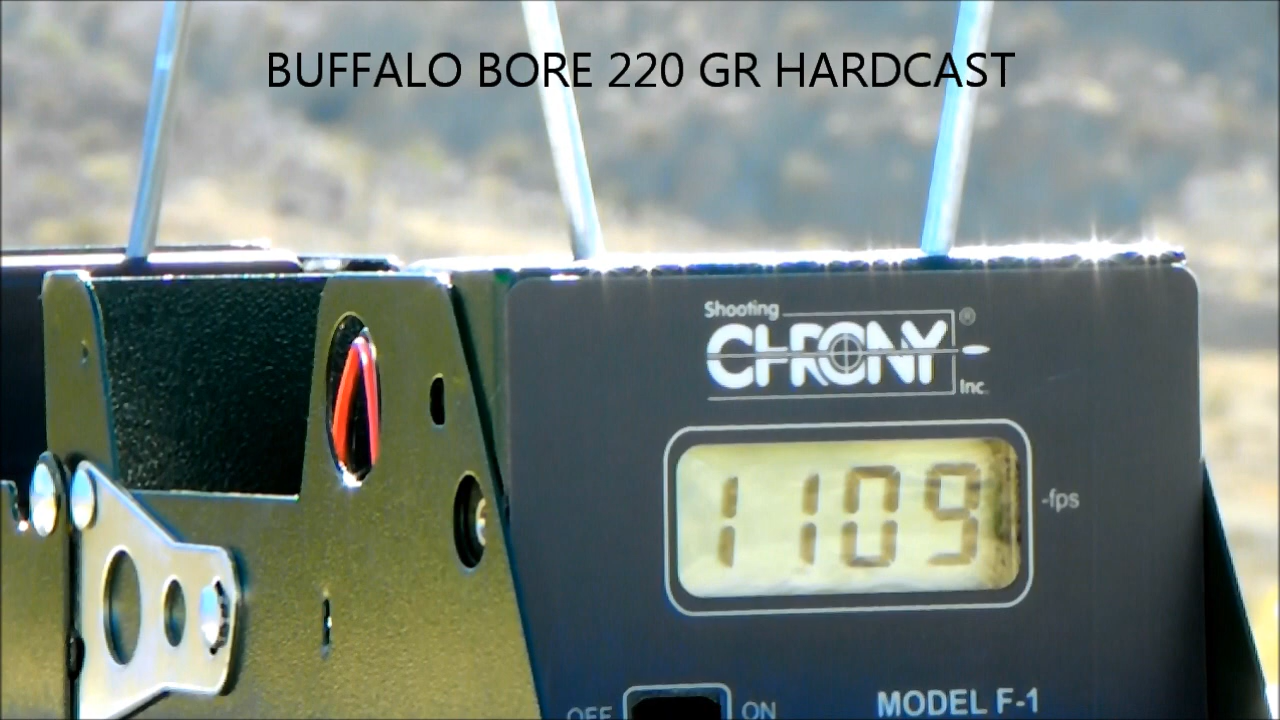 BUFFALO BORE 220 GR HARDCAST
Shooting
CHRONY ®
Inc.
1109
-fps
OFF ON
MODEL F-1